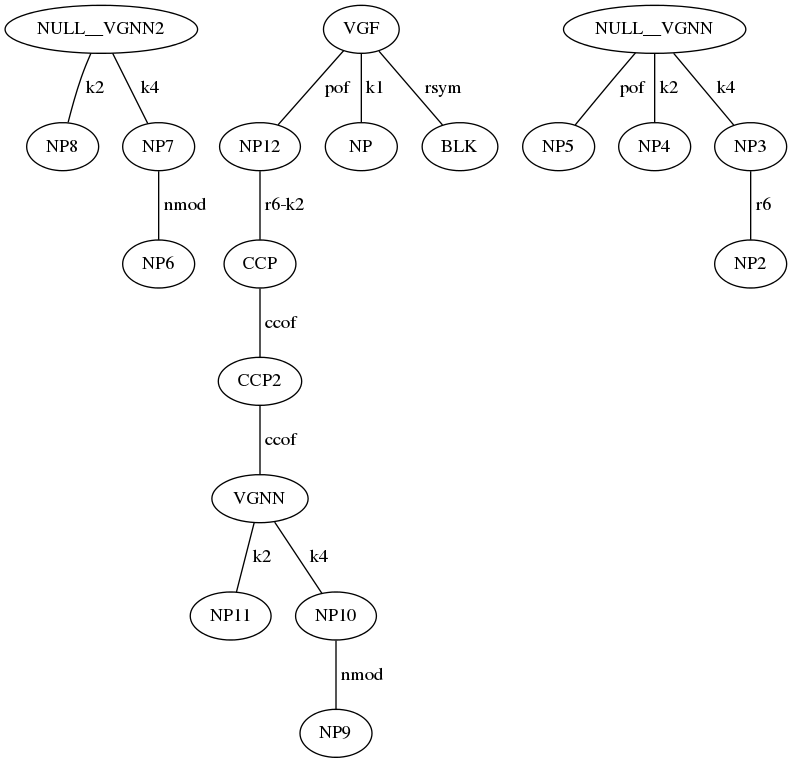 NULL__VGNN2 VGF NULL__VGNN
k2 k4 pof k1 rsym pof k2 k4
NP8 NP7 NP12 NP BLK NP5 NP4 NP3
nmod r6-k2 r6
NP6 CCP NP2
ccof
CCP2
ccof
VGNN
k2 k4
NP11 NP10
nmod
NP9